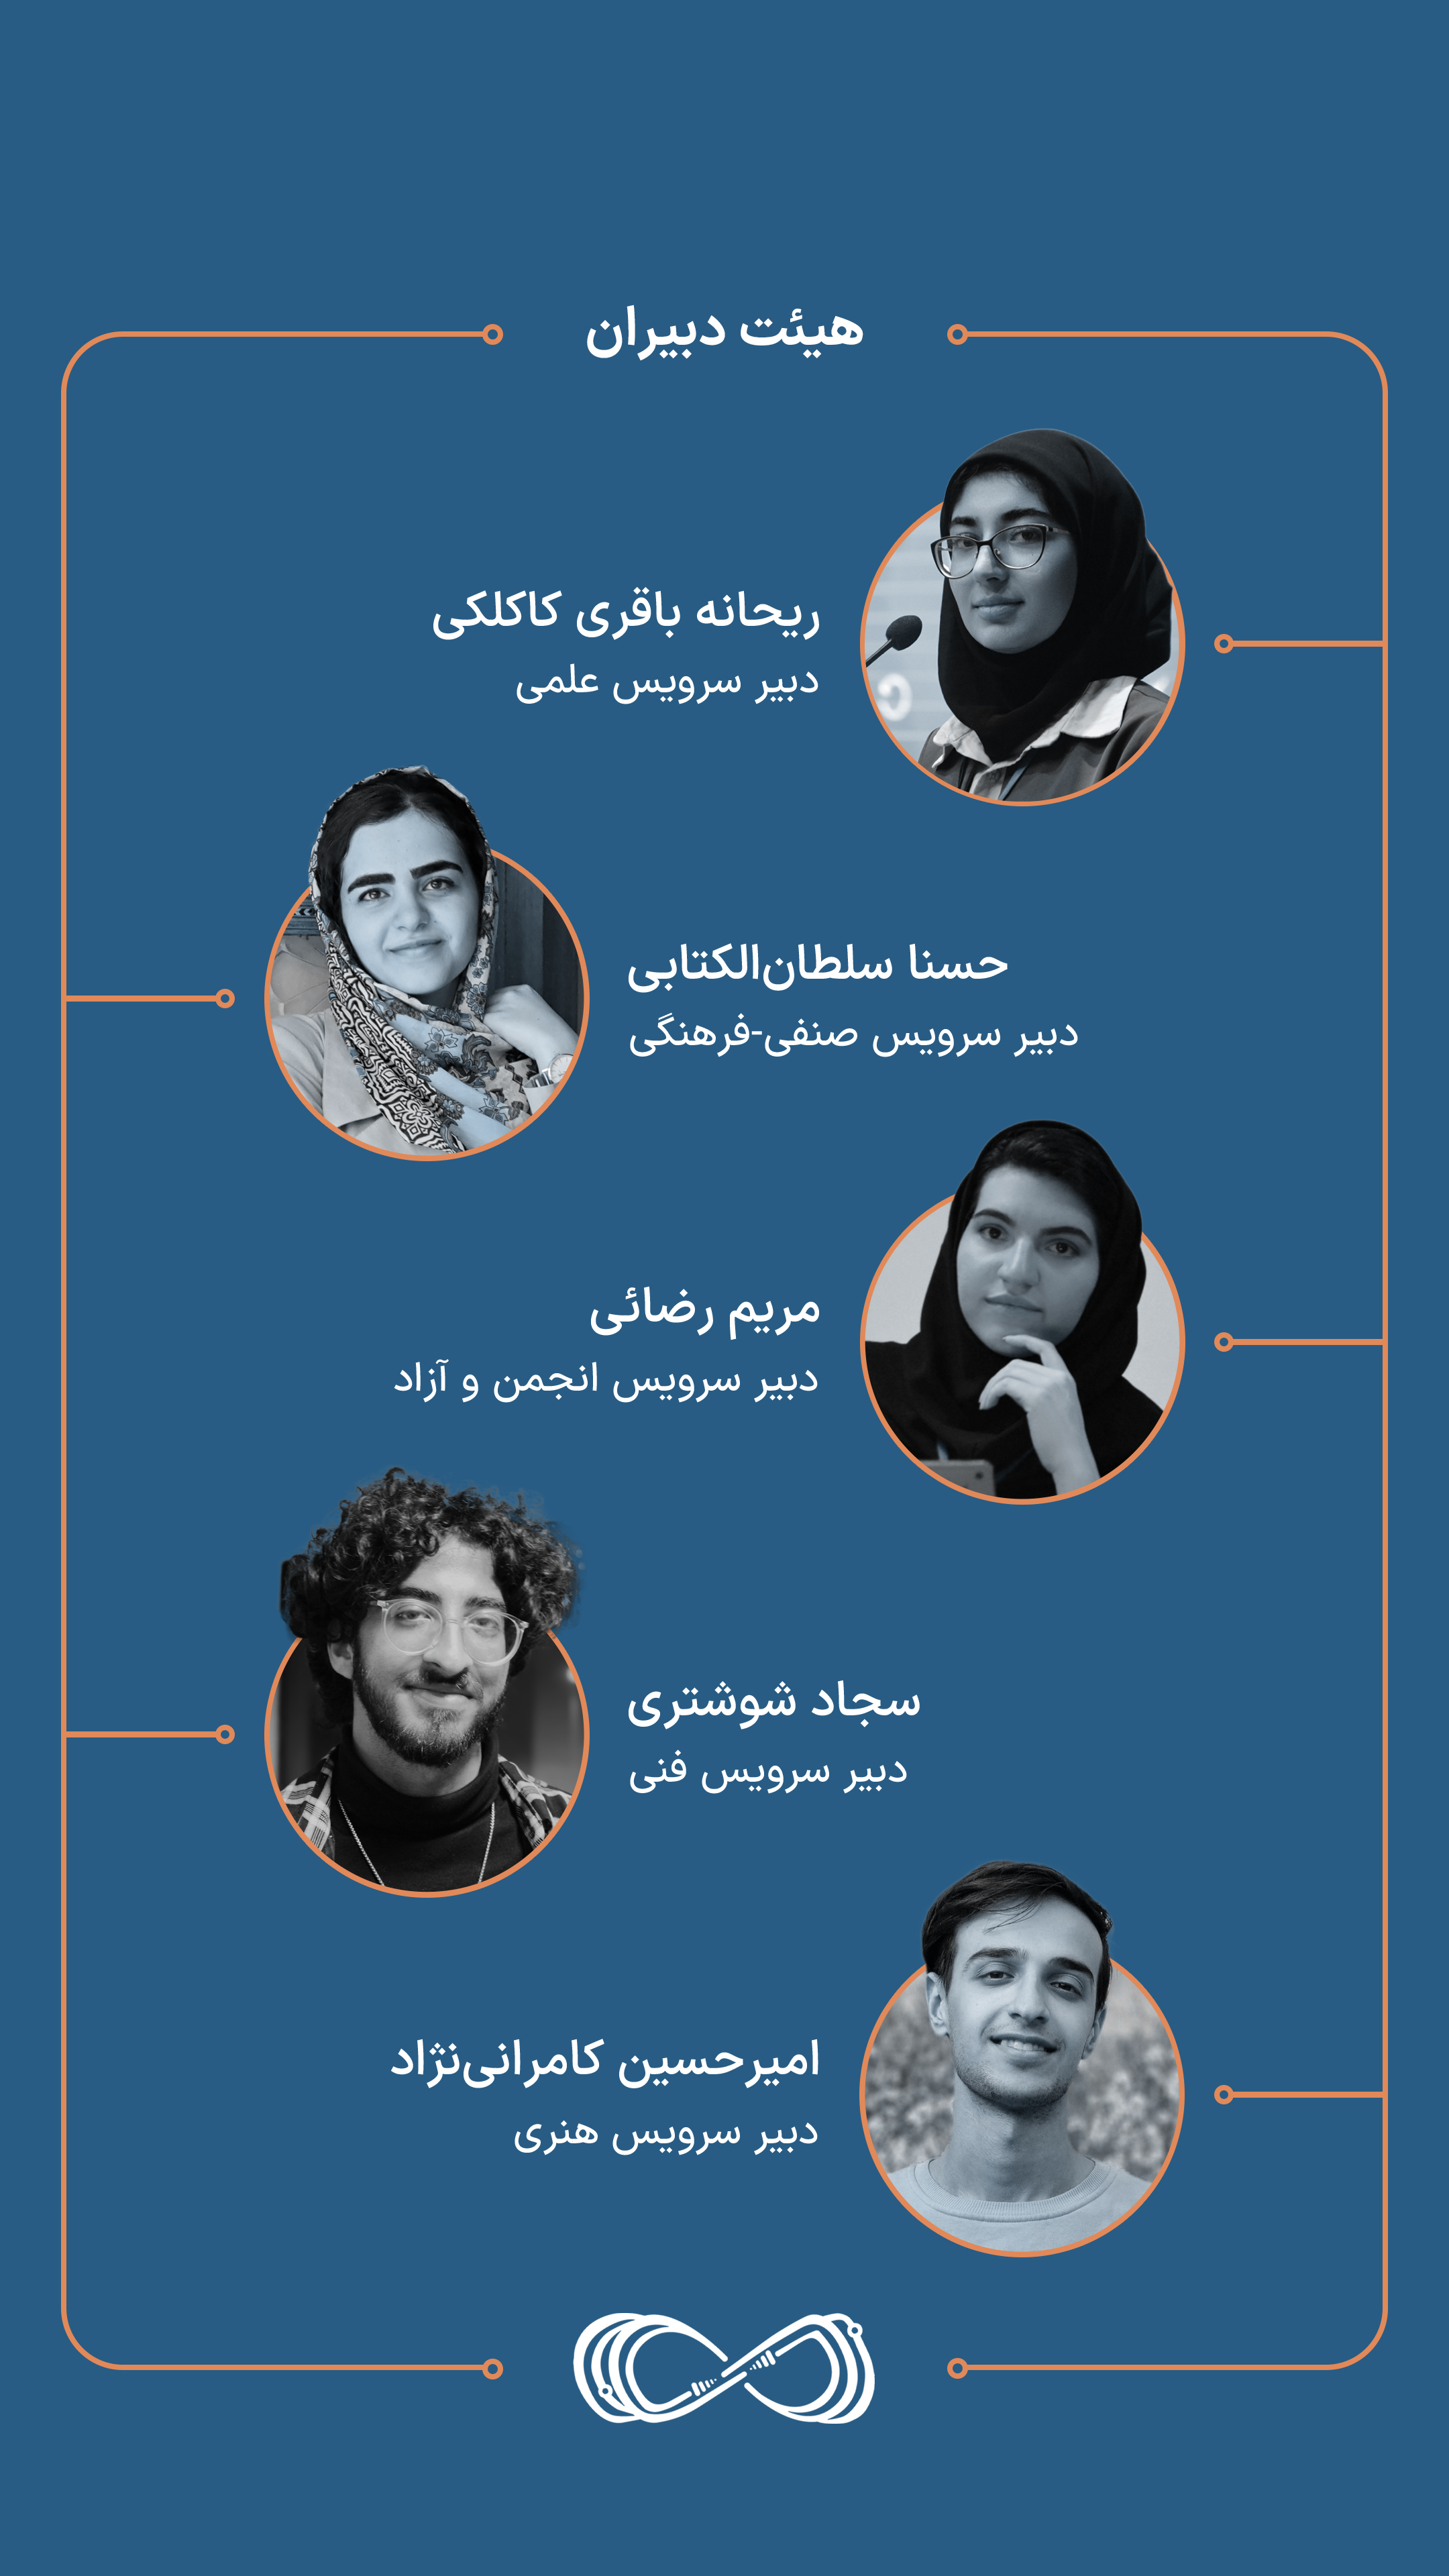 هیئت دبیران
ریحانه باقری کاکلکی
دبیر سرویس علمی
حسنا سلطان‌الکتابی
دبیر سرویس صنفی-فرهنگی
مریم رضائی
دبیر سرویس انجمن و آزاد
سجاد شوشتری
دبیر سرویس فنی
امیرحسین کامرانی‌نژاد
دبیر سرویس هنری